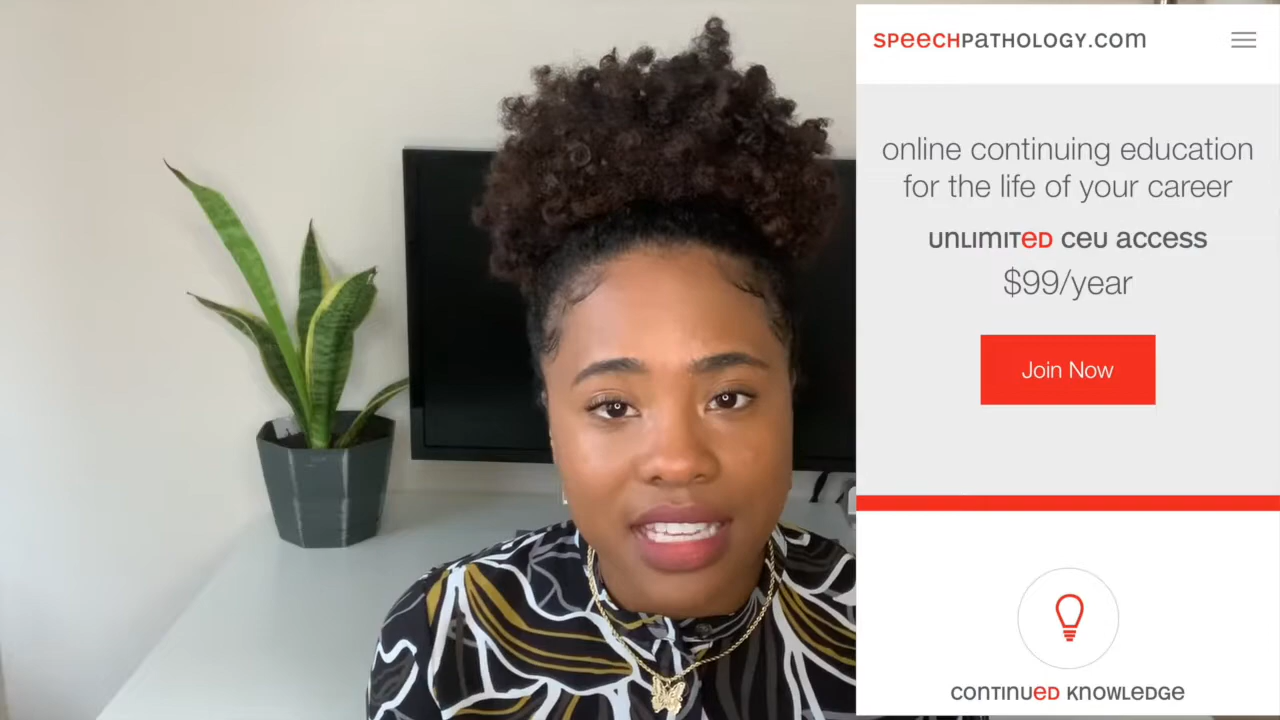 SPEECHPATHOLOGY.COM
online continuing education
for the life of your career
UNLIMITED CEU ACCESS
$99/year
Join Now
CONTINUED KNOWLEDGE